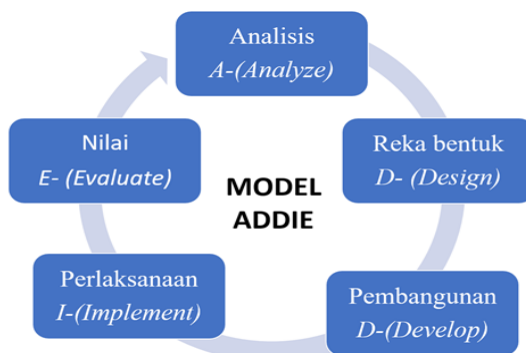 Analisis
A-(Analyze)
Reka bentuk
D- (Design)
Pembangunan
D-(Develop)
Perlaksanaan
I-(Implement)
Nilai
E- (Evaluate)
MODEL
ADDIE